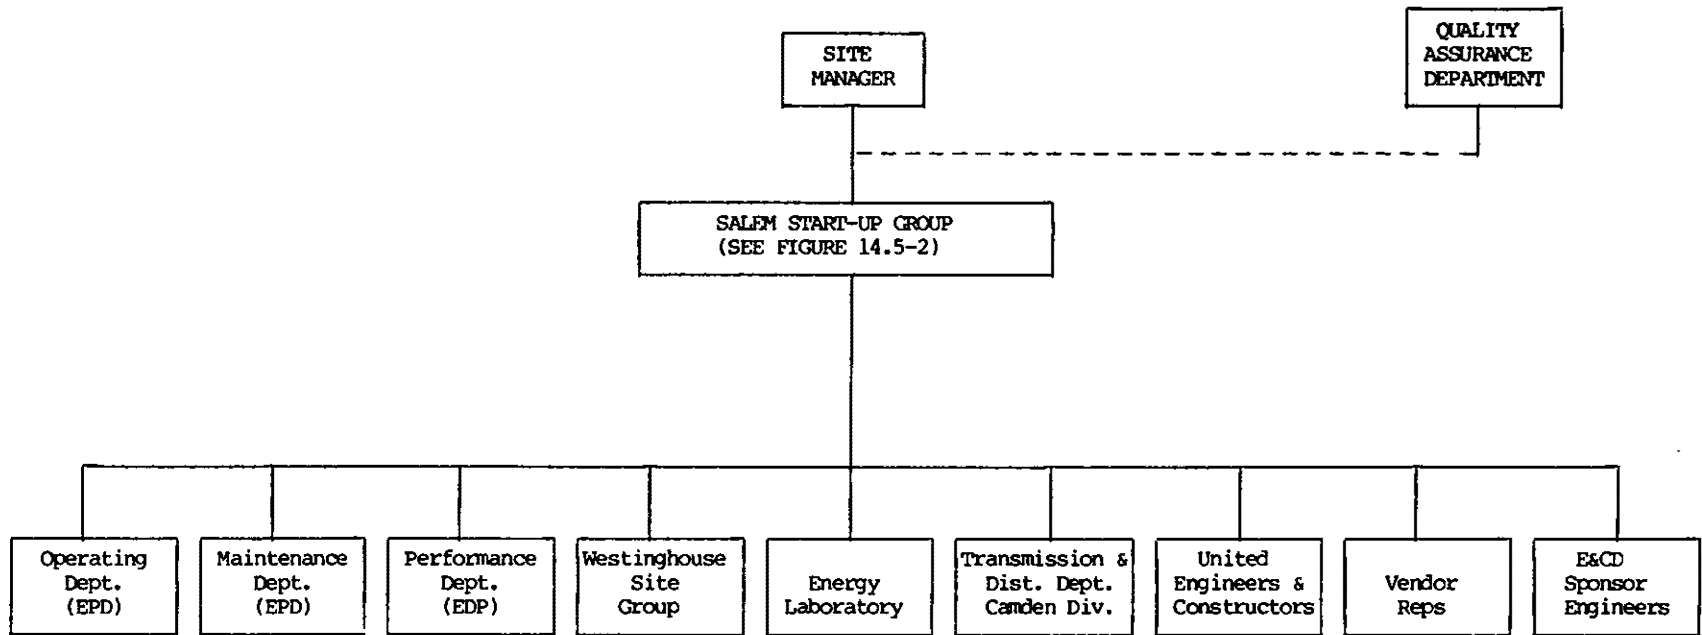 SITE
MANAGER
QUALITY
ASSURANCE
DEPARTMENT
SALEM START-UP GROUP
(SEE FIGURE 14.5-2)
Operating
Dept.
(EPD)
Maintenance
Dept.
(EPD)
Performance
Dept.
(EDP)
Westinghouse
Site
Group
Energy
Laboratory
Transmission &
Dist. Dept.
Camden Div.
United
Engineers &
Constructors
Vendor
Reps
E&CD
Sponsor
Engineers